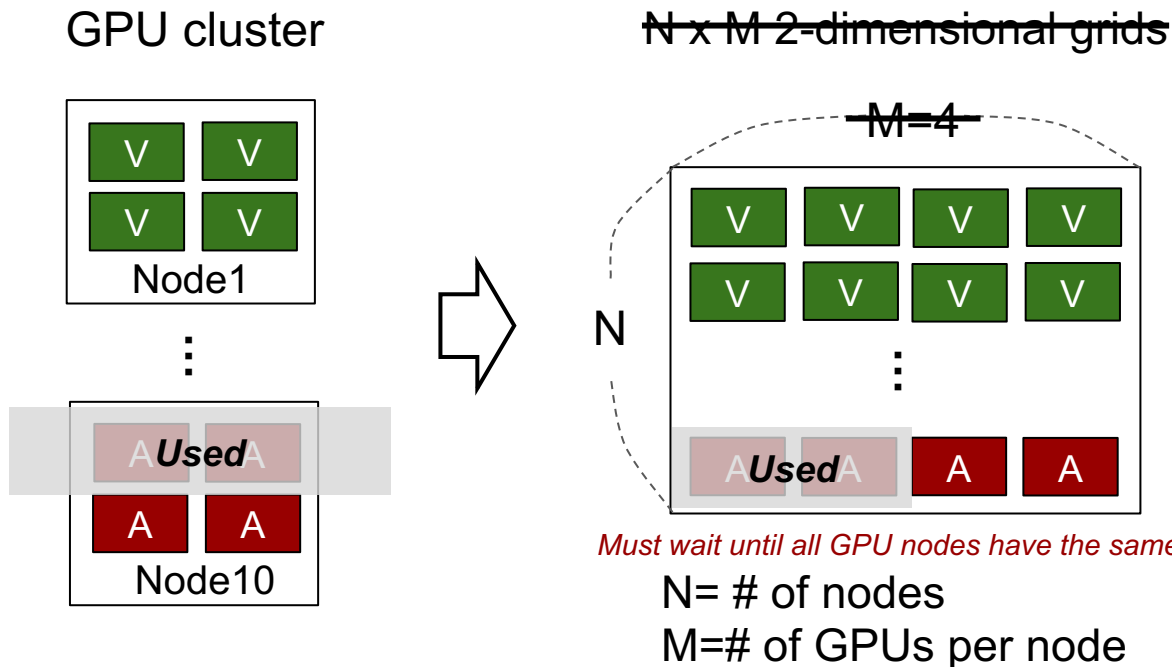 GPU cluster
N x M 2-dimensional grids
M=4
V V
V V
Node1
⋮
A Used A
A A
Node10
N
V V V V
V V V V
⋮
A Used A A A
Must wait until all GPU nodes have the same
N= # of nodes
M=# of GPUs per node